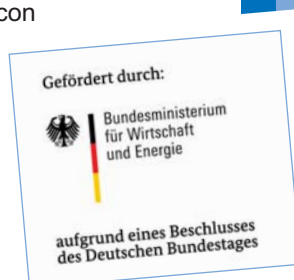 con
Gefördert durch:
Bundesministerium
für Wirtschaft
und Energie
aufgrund eines Beschlusses
des Deutschen Bundestages